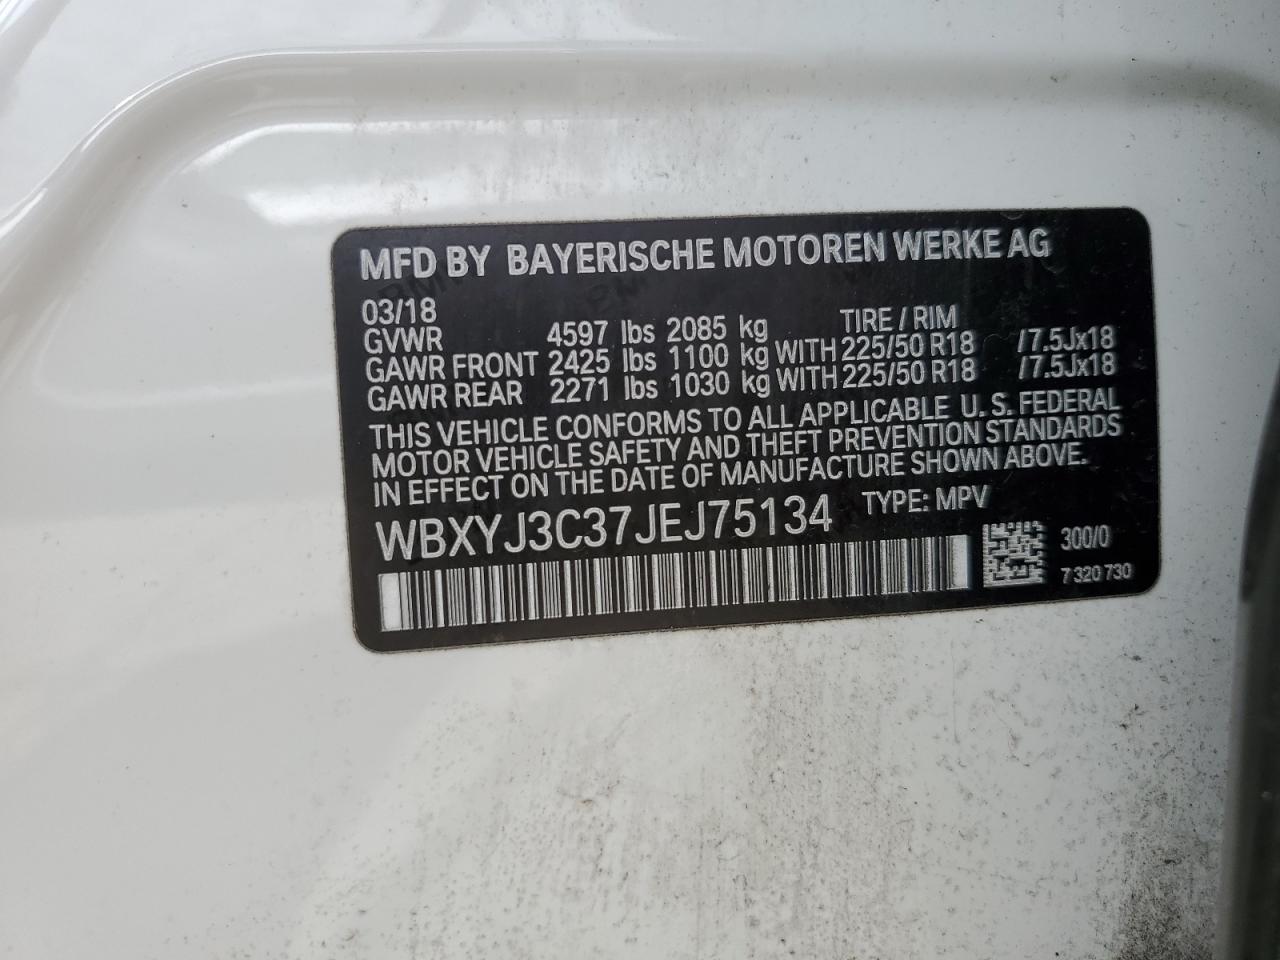 MFD BY BAYERISCHE MOTOREN WERKE AG
03/18 TIRE / RIM
GVWR 4597 lbs 2085 kg
GAWR FRONT 2425 lbs 1100 kg WITH 225/50 R18 /7.5Jx18
GAWR REAR 2271 lbs 1030 kg WITH 225/50 R18 /7.5Jx18
THIS VEHICLE CONFORMS TO ALL APPLICABLE U. S. FEDERAL
MOTOR VEHICLE SAFETY AND THEFT PREVENTION STANDARDS
IN EFFECT ON THE DATE OF MANUFACTURE SHOWN ABOVE.
WBXYJ3C37JEJ75134 TYPE: MPV
300/0
7 320 730